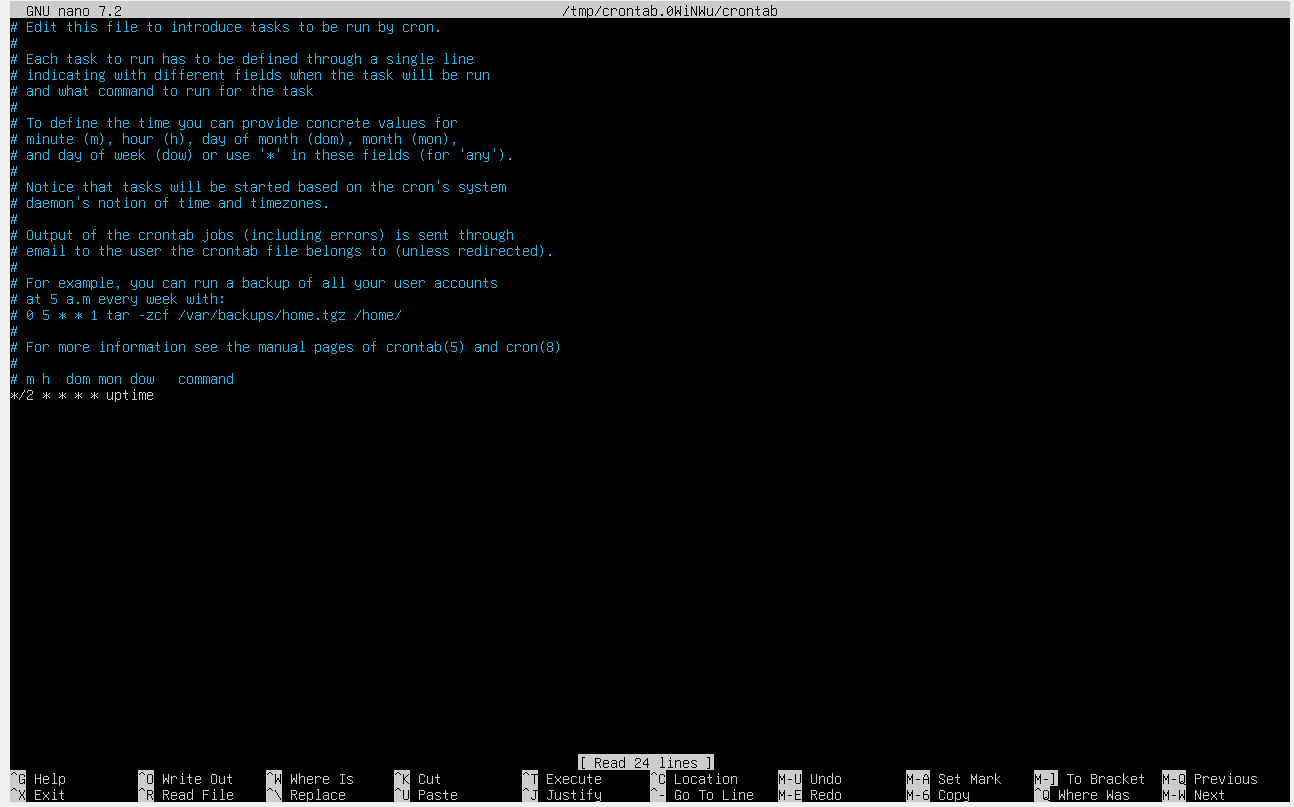 GNU nano 7.2 /tmp/crontab.0WiNWu/crontab
# Edit this file to introduce tasks to be run by cron.
#
# Each task to run has to be defined through a single line
# indicating with different fields when the task will be run
# and what command to run for the task
#
# To define the time you can provide concrete values for
# minute (m), hour (h), day of month (dom), month (mon),
# and day of week (dow) or use '*' in these fields (for 'any').
#
# Notice that tasks will be started based on the cron's system
# daemon's notion of time and timezones.
#
# Output of the crontab jobs (including errors) is sent through
# email to the user the crontab file belongs to (unless redirected).
#
# For example, you can run a backup of all your user accounts
# at 5 a.m every week with:
# 0 5 * * 1 tar -zcf /var/backups/home.tgz /home/
#
# For more information see the manual pages of crontab(5) and cron(8)
#
# m h  dom mon dow   command
*/2 * * * * uptime
[ Read 24 lines ]
^G Help ^O Write Out ^W Where Is ^K Cut ^T Execute ^C Location M-U Undo M-A Set Mark M-] To Bracket M-Q Previous
^X Exit ^R Read File ^\ Replace ^U Paste ^J Justify ^- Go To Line M-E Redo M-6 Copy ^Q Where Was M-W Next